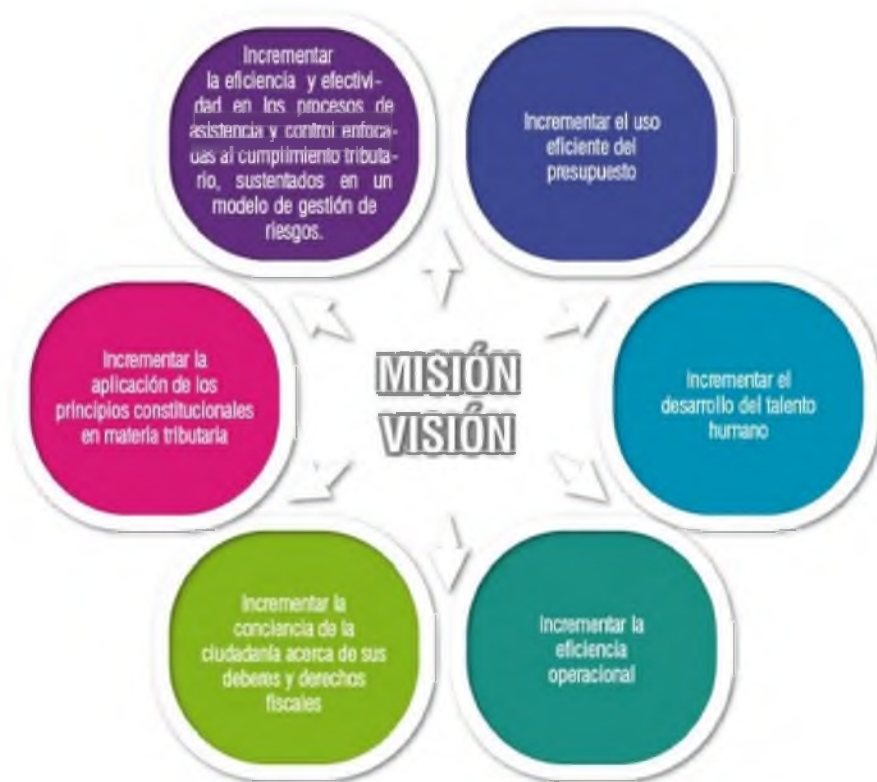 Incrementar
la eficiencia y efectivi-
dad en los procesos de
asistencia y control enfoca-
das al cumplimiento tributa-
rio, sustentados en un
modelo de gestión de
riesgos.
Incrementar el uso
eficiente del
presupuesto
Incrementar la
aplicación de los
principios constitucionales
en materia tributaria
MISIÓN
VISIÓN
Incrementar el
desarrollo del talento
humano
Incrementar la
conciencia de la
ciudadanía acerca de sus
deberes y derechos
fiscales
Incrementar la
eficiencia
operacional